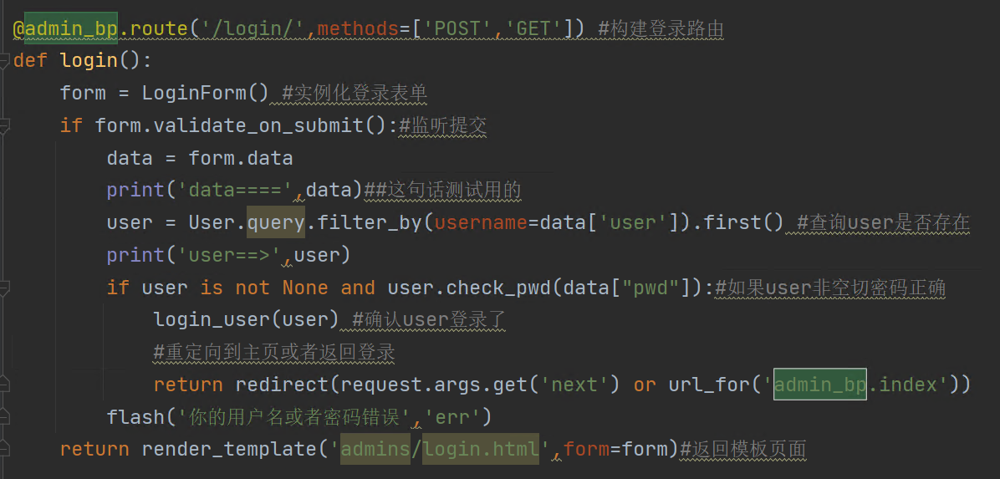 @admin_bp.route('/login/',methods=['POST','GET']) #构建登录路由
def login():
    form = LoginForm() #实例化登录表单
    if form.validate_on_submit():#监听提交
        data = form.data
        print('data====',data)##这句话测试用的
        user = User.query.filter_by(username=data['user']).first() #查询user是否存在
        print('user==>',user)
        if user is not None and user.check_pwd(data["pwd"]):#如果user非空切密码正确
            login_user(user) #确认user登录了
            #重定向到主页或者返回登录
            return redirect(request.args.get('next') or url_for('admin_bp.index'))
        flash('你的用户名或者密码错误','err')
    return render_template('admins/login.html',form=form)#返回模板页面